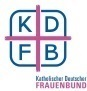 K D
F B
Katholischer Deutscher
FRAUENBUND